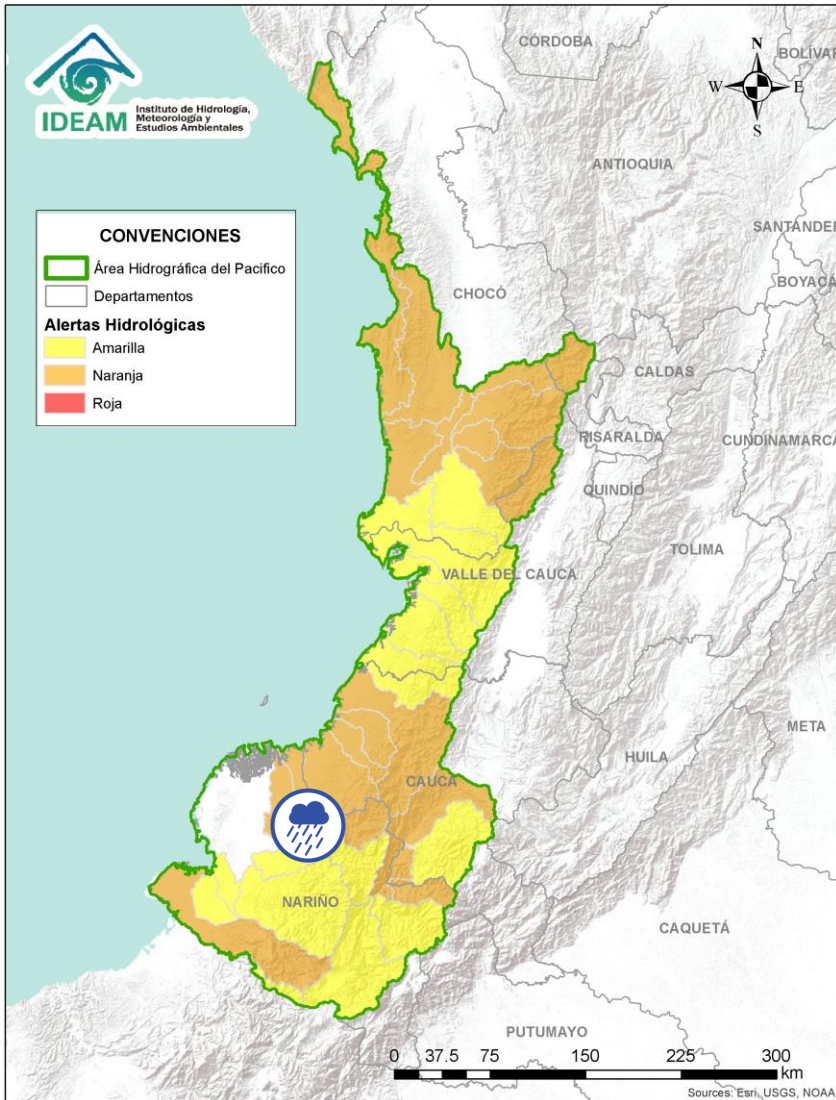 IDEAM
Instituto de Hidrología,
Meteorología y
Estudios Ambientales
CÓRDOBA
BOLÍVAR
N
W
E
S
ANTIOQUIA
SANTANDER
BOYACÁ
CONVENCIONES
Área Hidrográfica del Pacifico
Departamentos
Alertas Hidrológicas
Amarilla
Naranja
Roja
CHOCÓ
CALDAS
RISARALDA
CUNDINAMARCA
QUINDÍO
TOLIMA
VALLE DEL CAUCA
META
HUILA
CAUCA
NARIÑO
CAQUETÁ
PUTUMAYO
0 37.5 75 150 225 300
km
Sources: Esri, USGS, NOAA